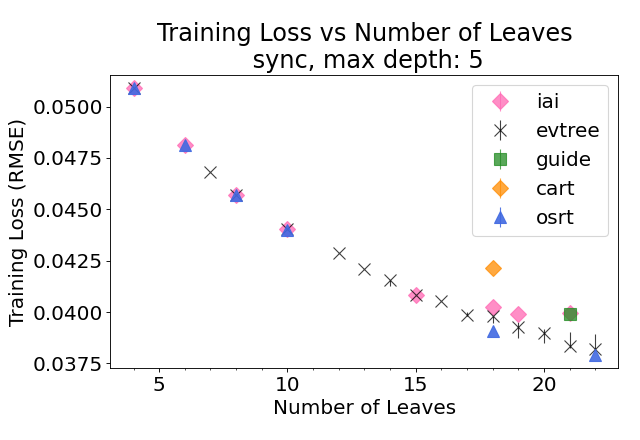 Training Loss vs Number of Leaves
sync, max depth: 5
Training Loss (RMSE)
0.0500
0.0475
0.0450
0.0425
0.0400
0.0375
iai
evtree
guide
cart
osrt
5
10
15
20
Number of Leaves